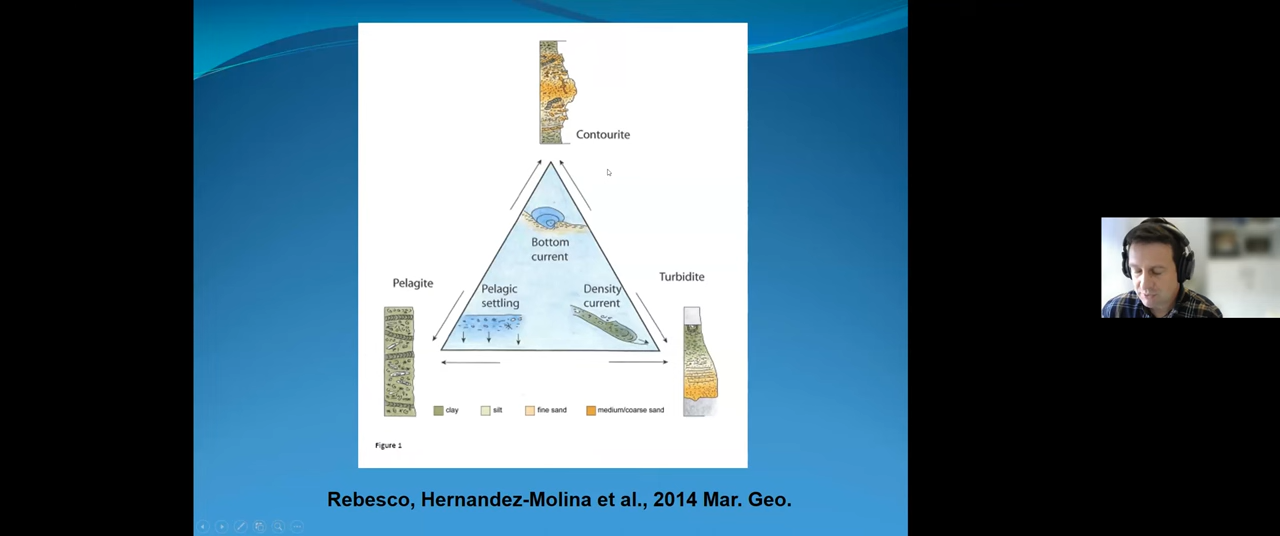 Contourite
Bottom
current
Turbidite
Pelagite
Pelagic
settling
Density
current
clay
silt
fine sand
medium/coarse sand
Figure 1
Rebesco, Hernandez-Molina et al., 2014 Mar. Geo.